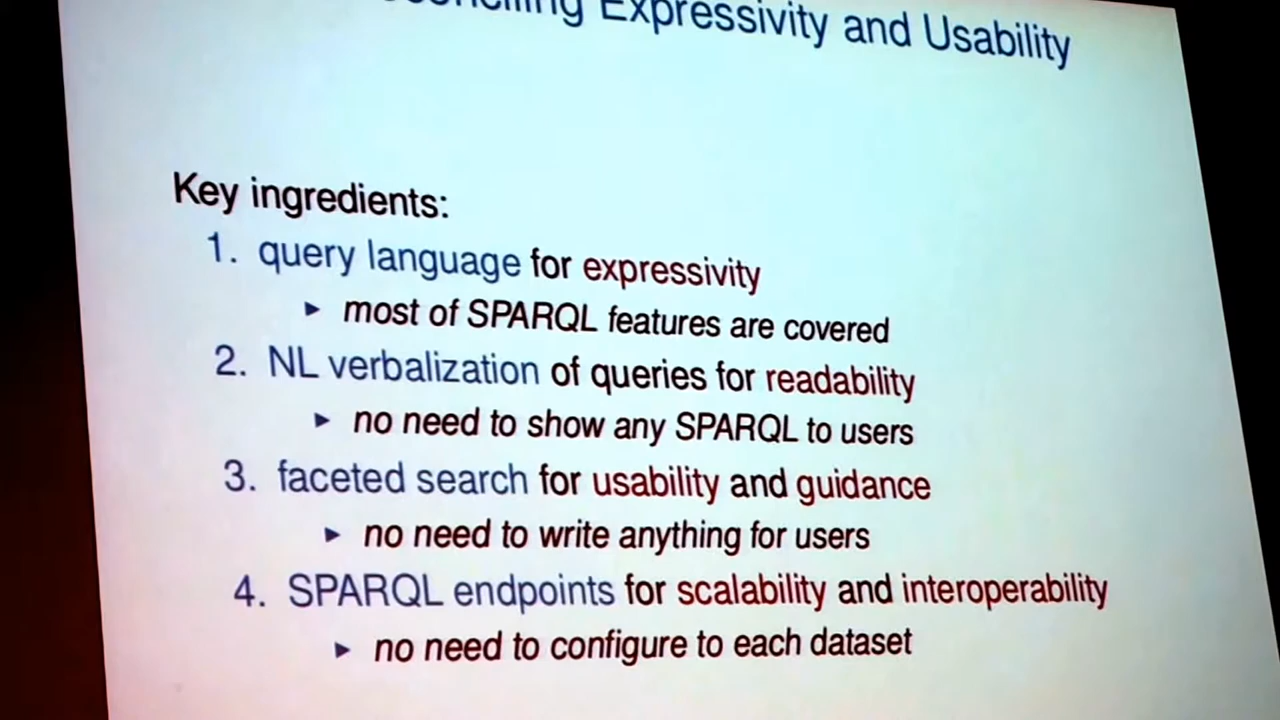 Expressivity and Usability
Key ingredients:
1. query language for expressivity
▸ most of SPARQL features are covered
2. NL verbalization of queries for readability
▸ no need to show any SPARQL to users
3. faceted search for usability and guidance
▸ no need to write anything for users
4. SPARQL endpoints for scalability and interoperability
▸ no need to configure to each dataset